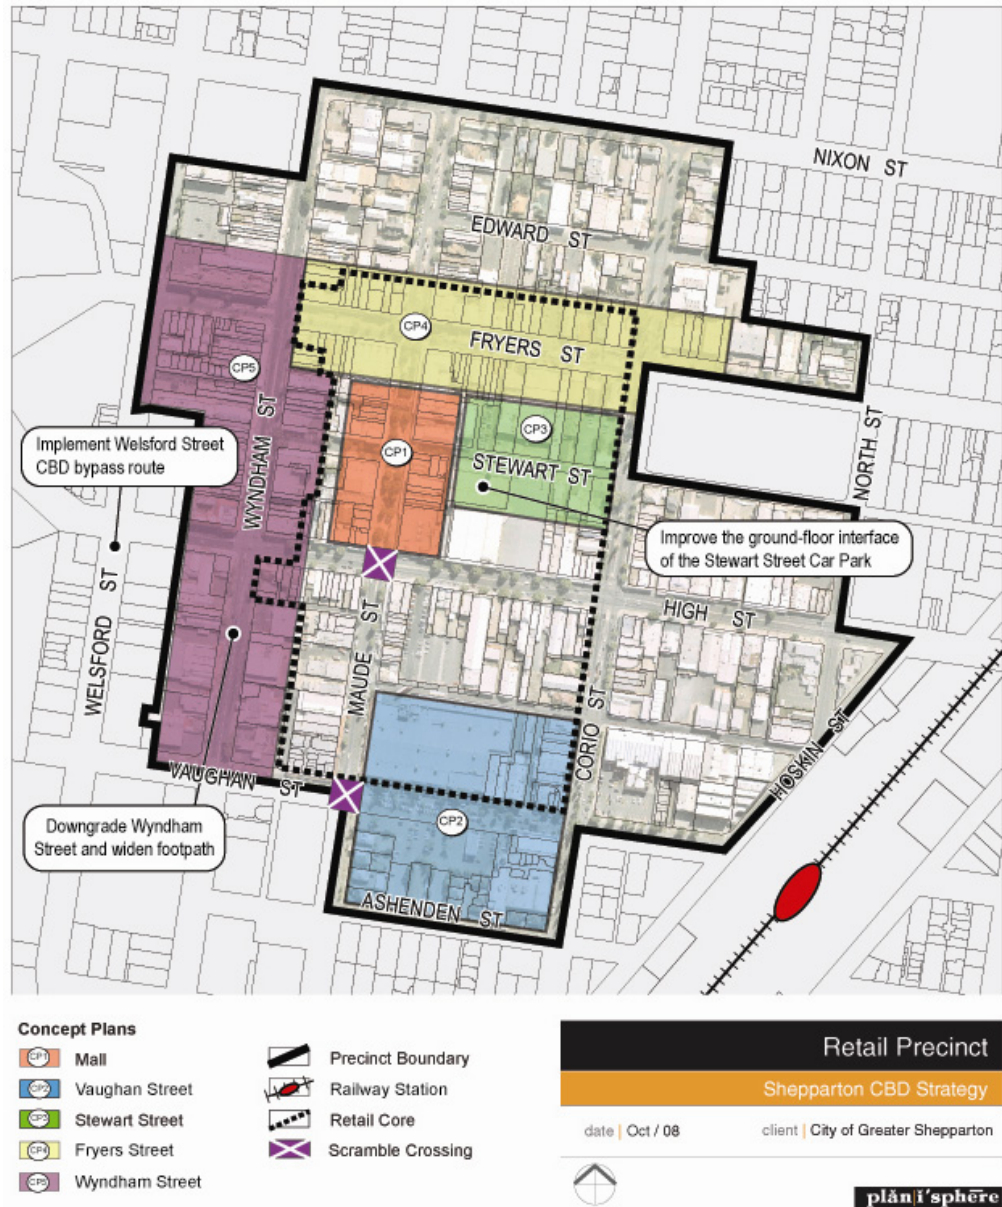 NIXON ST
EDWARD ST
CP4
FRYERS ST
CP5
WYNDHAM ST
CP1
CP3
STEWART ST
NORTH ST
Implement Welsford Street
CBD bypass route
Improve the ground-floor interface
of the Stewart Street Car Park
WELSFORD ST
MAUDE ST
HIGH ST
CORIO ST
HOSKIN ST
VAUGHAN ST
Downgrade Wyndham
Street and widen footpath
CP2
ASHENDEN ST
Concept Plans
CP1 Mall
CP2 Vaughan Street
CP3 Stewart Street
CP4 Fryers Street
CP5 Wyndham Street
Precinct Boundary
Railway Station
Retail Core
Scramble Crossing
Retail Precinct
Shepparton CBD Strategy
date | Oct / 08
client | City of Greater Shepparton
plăn|ĭ'sphēre